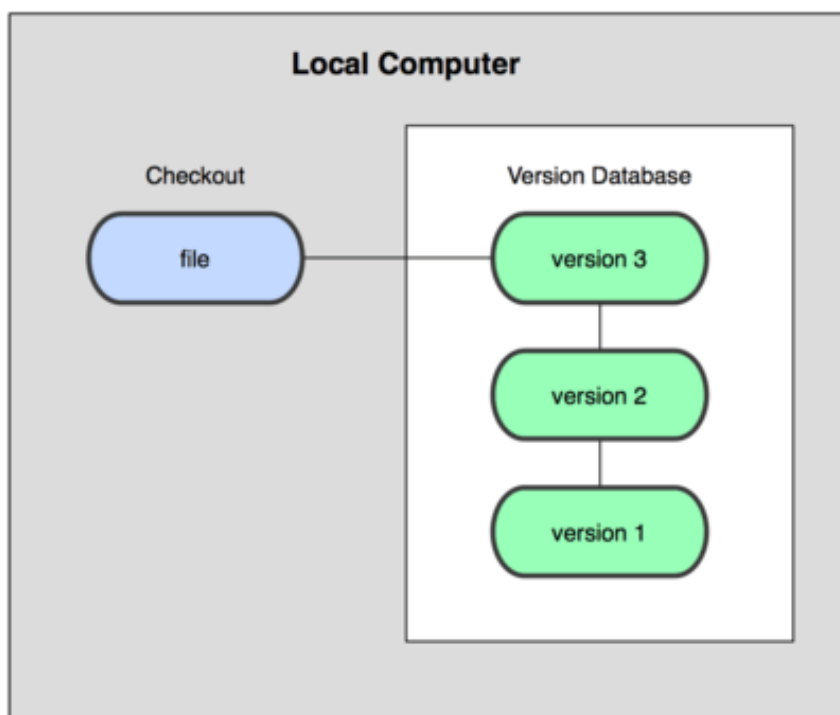 Local Computer
Checkout
Version Database
file
version 3
version 2
version 1